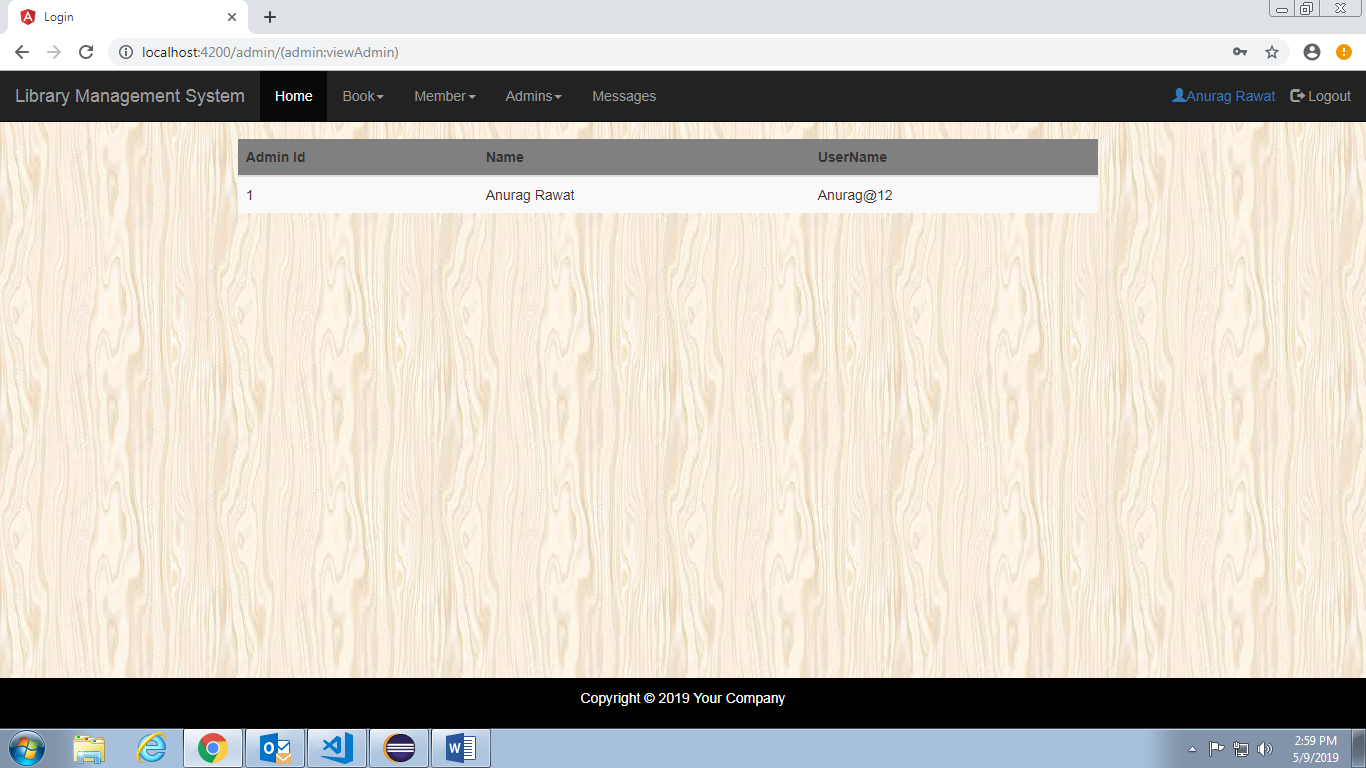 Login
localhost:4200/admin/(admin:viewAdmin)
Library Management System Home Book Member Admins Messages Anurag Rawat Logout
Admin Id Name UserName
1 Anurag Rawat Anurag@12
Copyright © 2019 Your Company
2:59 PM
5/9/2019